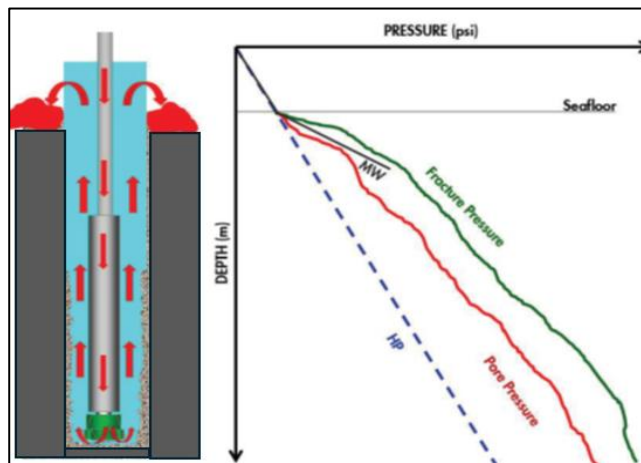 PRESSURE (psi)
Seafloor
MW
Fracture Pressure
DEPTH (m)
HP
Pore Pressure